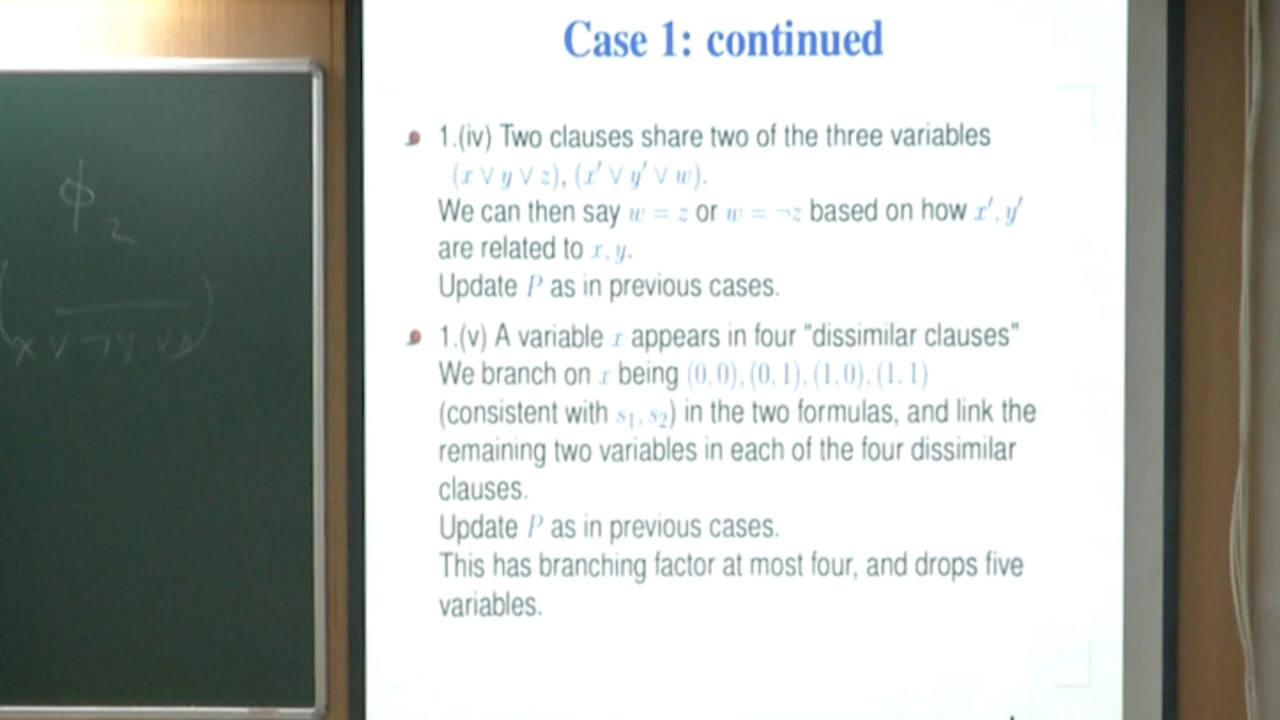 Case 1: continued
1.(iv) Two clauses share two of the three variables
(x ∨ y ∨ z), (x′ ∨ y′ ∨ w).
We can then say w = z or w = ¬z based on how x′, y′
are related to x, y.
Update P as in previous cases.
1.(v) A variable x appears in four "dissimilar clauses"
We branch on x being (0, 0), (0, 1), (1, 0), (1, 1)
(consistent with s₁, s₂) in the two formulas, and link the
remaining two variables in each of the four dissimilar
clauses.
Update P as in previous cases.
This has branching factor at most four, and drops five
variables.
ϕ₂